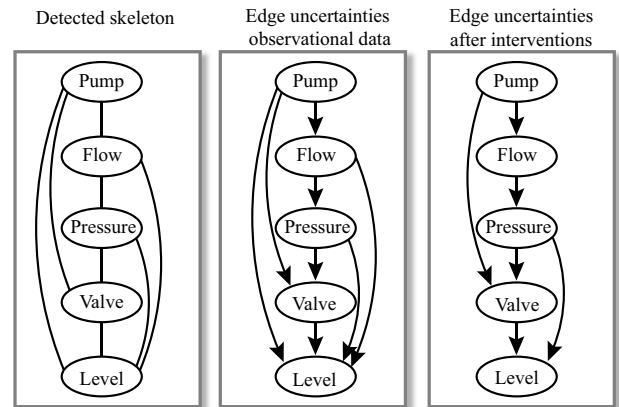 Detected skeleton
Pump
Flow
Pressure
Valve
Level
Edge uncertainties
observational data
Pump
Flow
Pressure
Valve
Level
Edge uncertainties
after interventions
Pump
Flow
Pressure
Valve
Level